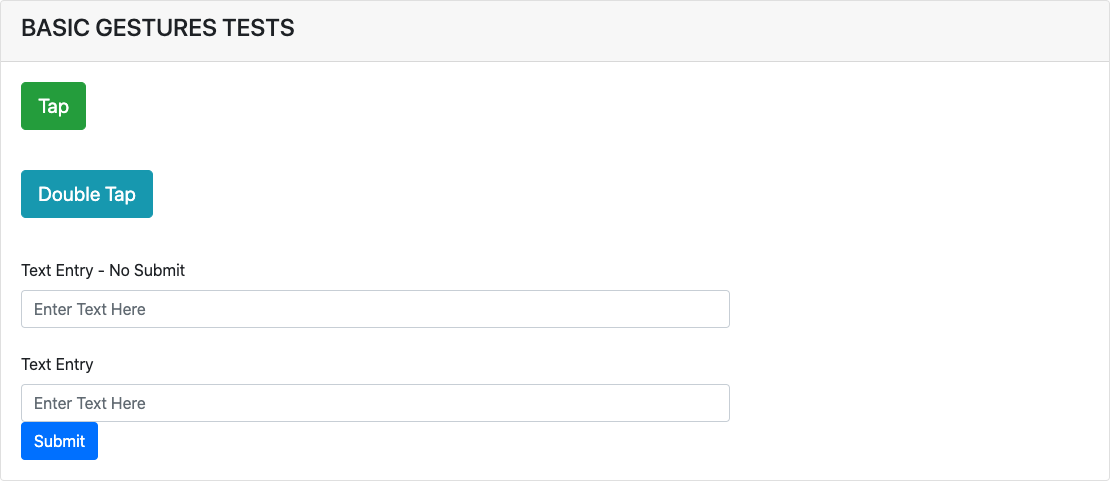 BASIC GESTURES TESTS
Tap
Double Tap
Text Entry - No Submit
Enter Text Here
Text Entry
Enter Text Here
Submit